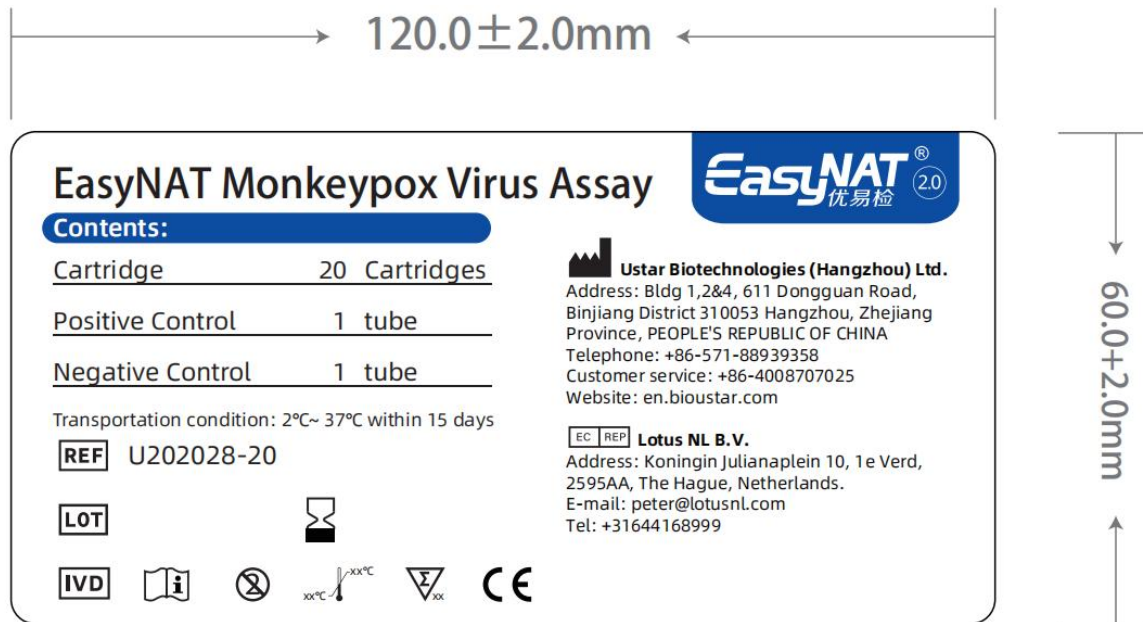 120.0±2.0mm
EasyNAT Monkeypox Virus Assay
EasyNAT® 2.0
优易检
Contents:
Cartridge 20 Cartridges
Positive Control 1 tube
Negative Control 1 tube
Transportation condition: 2℃~ 37℃ within 15 days
REF U202028-20
LOT
IVD
xx℃ xx℃
Σ xx
CE
Ustar Biotechnologies (Hangzhou) Ltd.
Address: Bldg 1,2&4, 611 Dongguan Road,
Binjiang District 310053 Hangzhou, Zhejiang
Province, PEOPLE'S REPUBLIC OF CHINA
Telephone: +86-571-88939358
Customer service: +86-4008707025
Website: en.bioustar.com
EC REP Lotus NL B.V.
Address: Koningin Julianaplein 10, 1e Verd,
2595AA, The Hague, Netherlands.
E-mail: peter@lotusnl.com
Tel: +31644168999
60.0+2.0mm